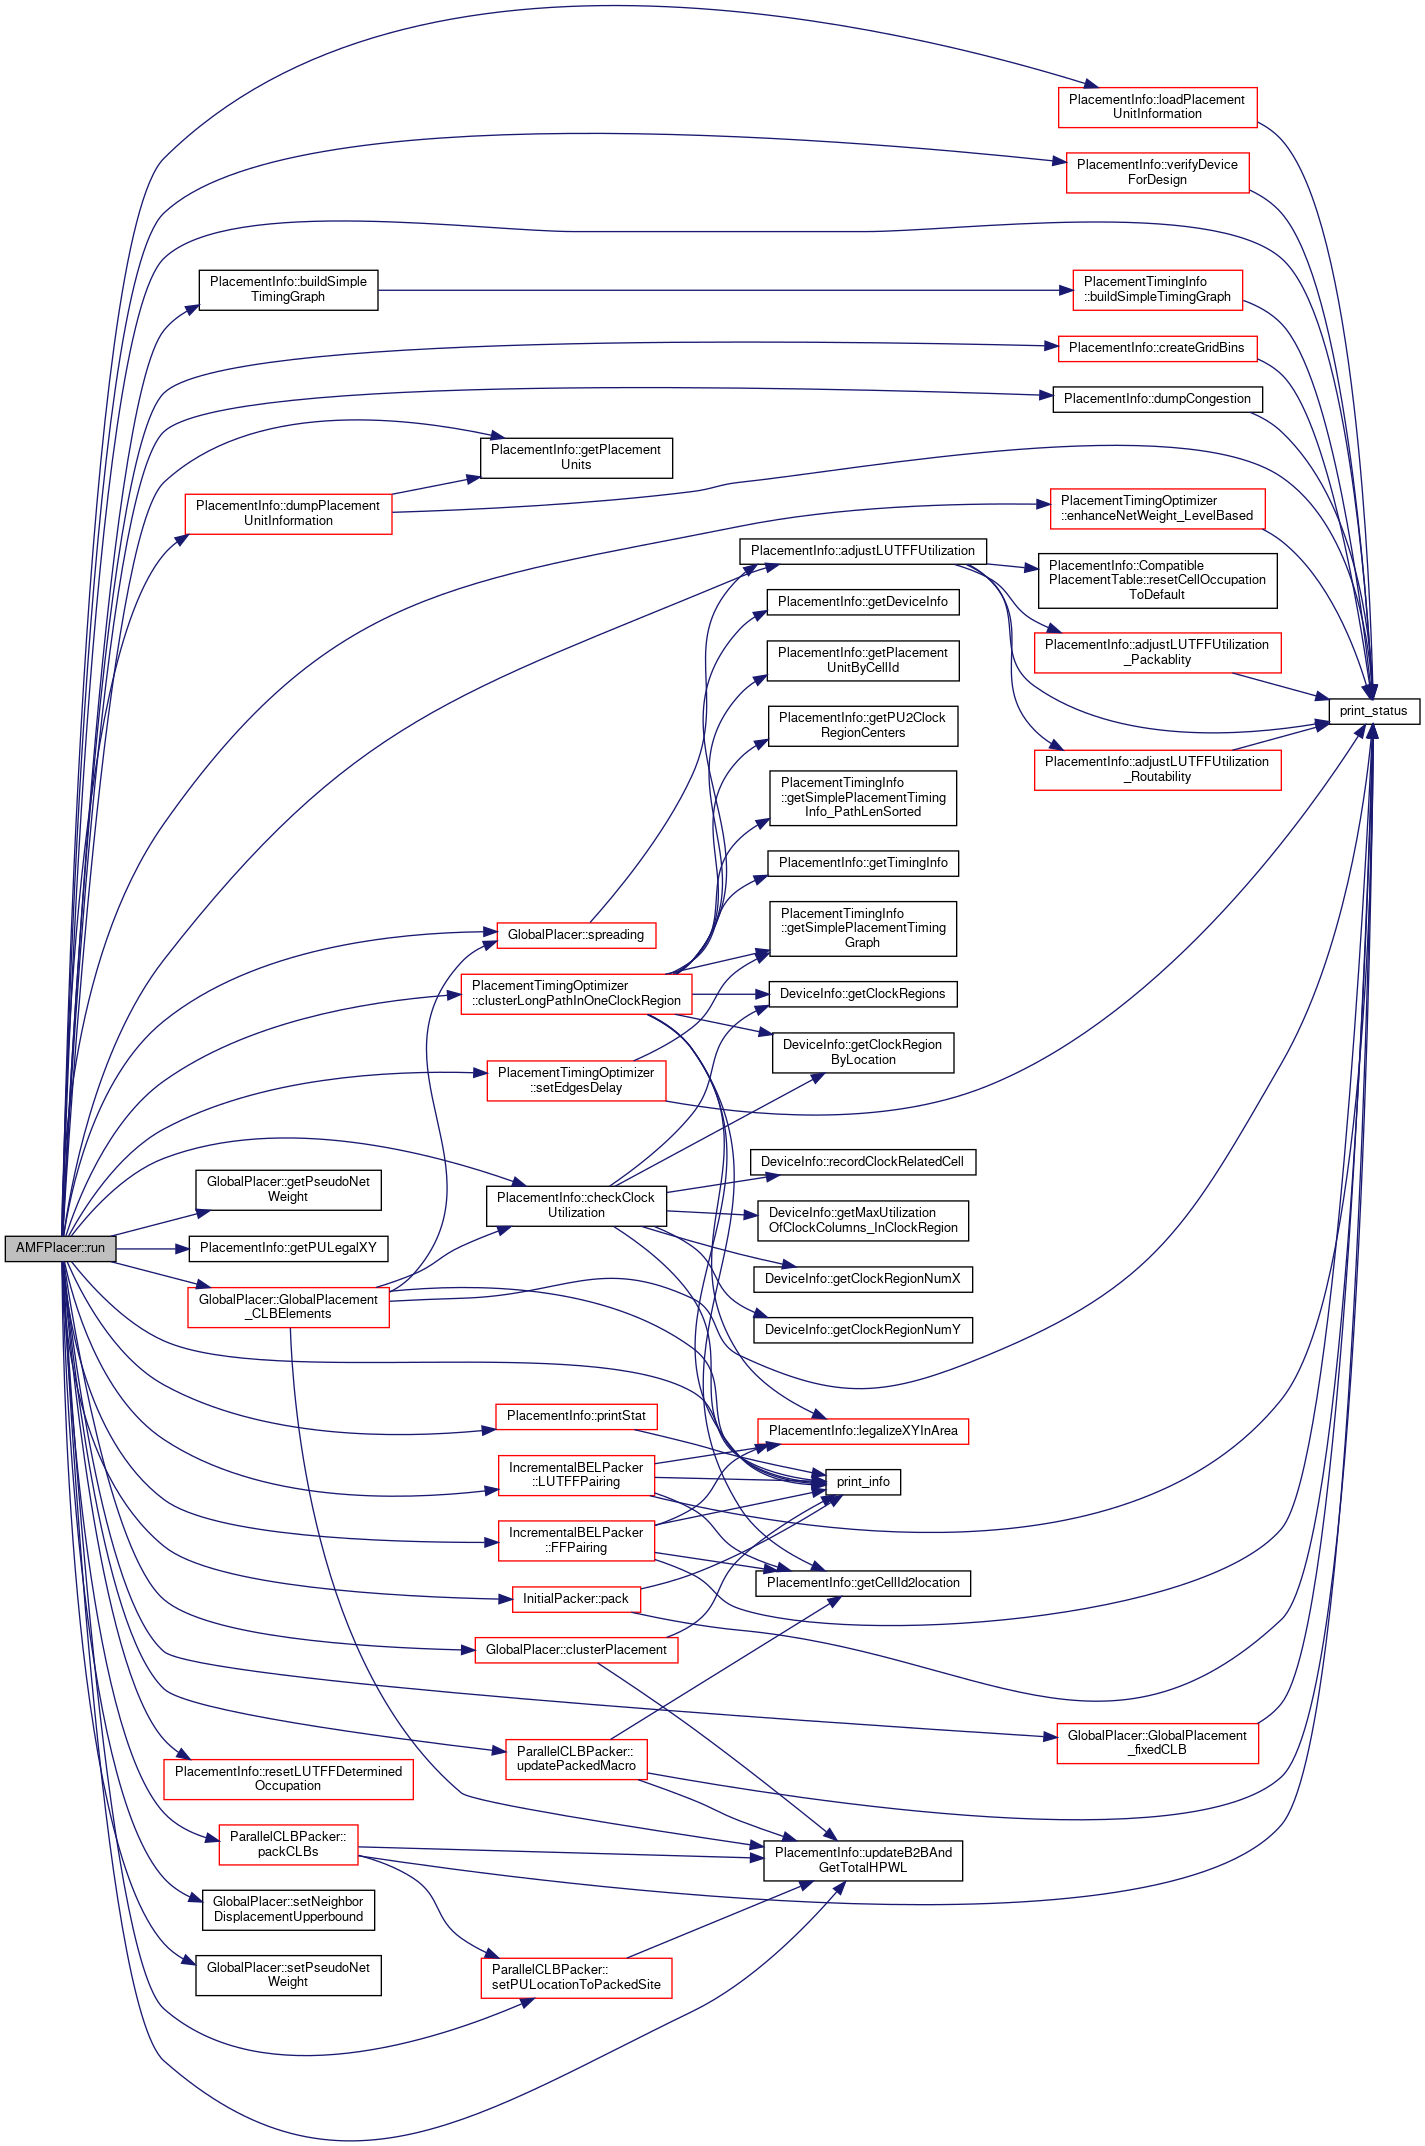 PlacementInfo::loadPlacement
UnitInformation
PlacementInfo::verifyDevice
ForDesign
PlacementInfo::buildSimple
TimingGraph
PlacementTimingInfo
::buildSimpleTimingGraph
PlacementInfo::createGridBins
PlacementInfo::dumpCongestion
PlacementInfo::getPlacement
Units
PlacementInfo::dumpPlacement
UnitInformation
PlacementTimingOptimizer
::enhanceNetWeight_LevelBased
PlacementInfo::adjustLUTFFUtilization
PlacementInfo::Compatible
PlacementTable::resetCellOccupation
ToDefault
PlacementInfo::getDeviceInfo
PlacementInfo::adjustLUTFFUtilization
_Packablity
PlacementInfo::getPlacement
UnitByCellId
print_status
PlacementInfo::getPU2Clock
RegionCenters
PlacementInfo::adjustLUTFFUtilization
_Routability
PlacementTimingInfo
::getSimplePlacementTiming
Info_PathLenSorted
PlacementInfo::getTimingInfo
PlacementTimingInfo
::getSimplePlacementTiming
Graph
GlobalPlacer::spreading
PlacementTimingOptimizer
::clusterLongPathInOneClockRegion
DeviceInfo::getClockRegions
DeviceInfo::getClockRegion
ByLocation
PlacementTimingOptimizer
::setEdgesDelay
DeviceInfo::recordClockRelatedCell
GlobalPlacer::getPseudoNet
Weight
PlacementInfo::checkClock
Utilization
DeviceInfo::getMaxUtilization
OfClockColumns_InClockRegion
AMFPlacer::run
PlacementInfo::getPULegalXY
DeviceInfo::getClockRegionNumX
GlobalPlacer::GlobalPlacement
_CLBElements
DeviceInfo::getClockRegionNumY
PlacementInfo::printStat
PlacementInfo::legalizeXYInArea
IncrementalBELPacker
::LUTFFPairing
print_info
IncrementalBELPacker
::FFPairing
PlacementInfo::getCellId2location
InitialPacker::pack
GlobalPlacer::clusterPlacement
GlobalPlacer::GlobalPlacement
_fixedCLB
ParallelCLBPacker::
updatePackedMacro
PlacementInfo::resetLUTFFDetermined
Occupation
ParallelCLBPacker::
packCLBs
PlacementInfo::updateB2BAnd
GetTotalHPWL
GlobalPlacer::setNeighbor
DisplacementUpperbound
GlobalPlacer::setPseudoNet
Weight
ParallelCLBPacker::
setPULocationToPackedSite